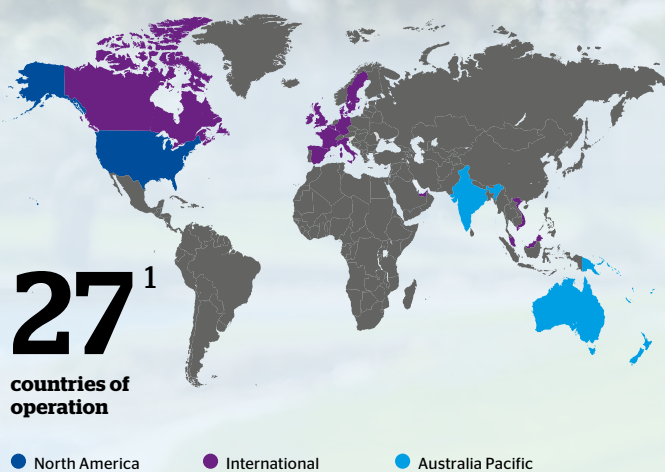 27 1
countries of
operation
North America
International
Australia Pacific